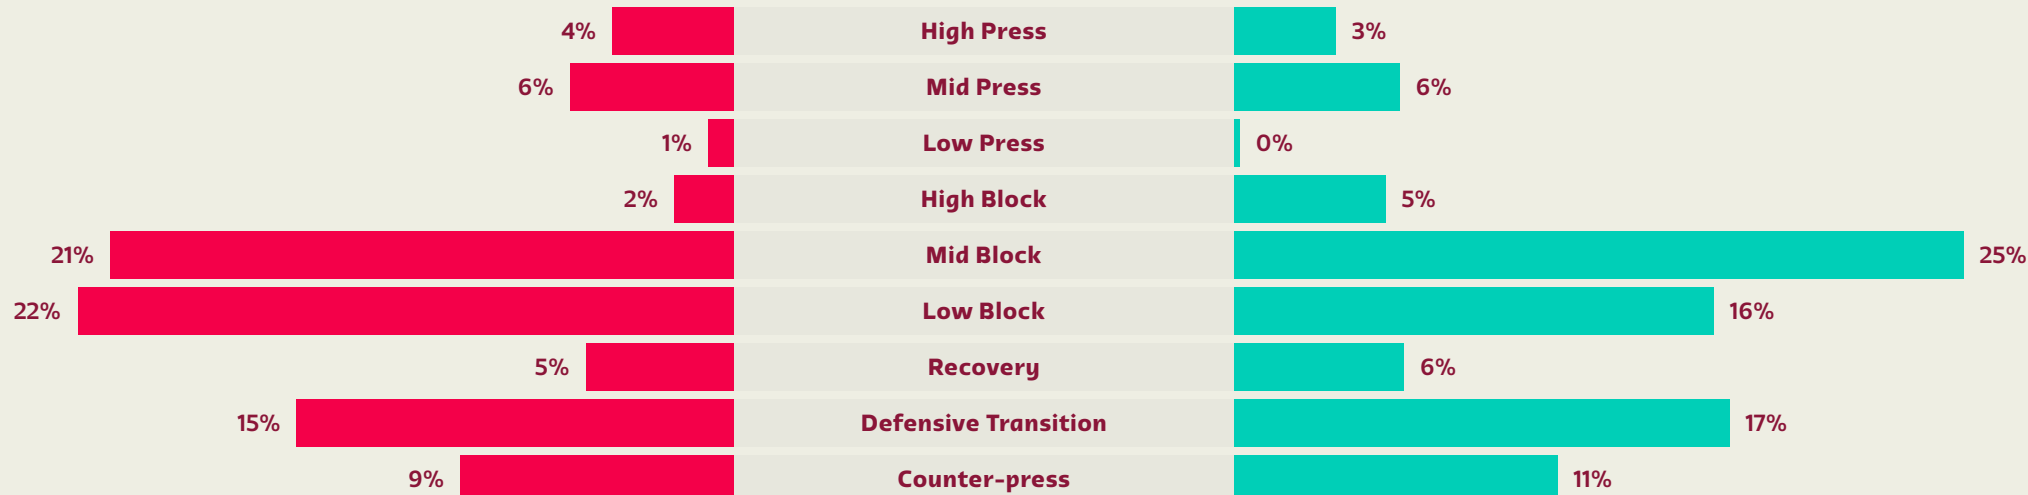 4% High Press 3%
6% Mid Press 6%
1% Low Press 0%
2% High Block 5%
21% Mid Block 25%
22% Low Block 16%
5% Recovery 6%
15% Defensive Transition 17%
9% Counter-press 11%